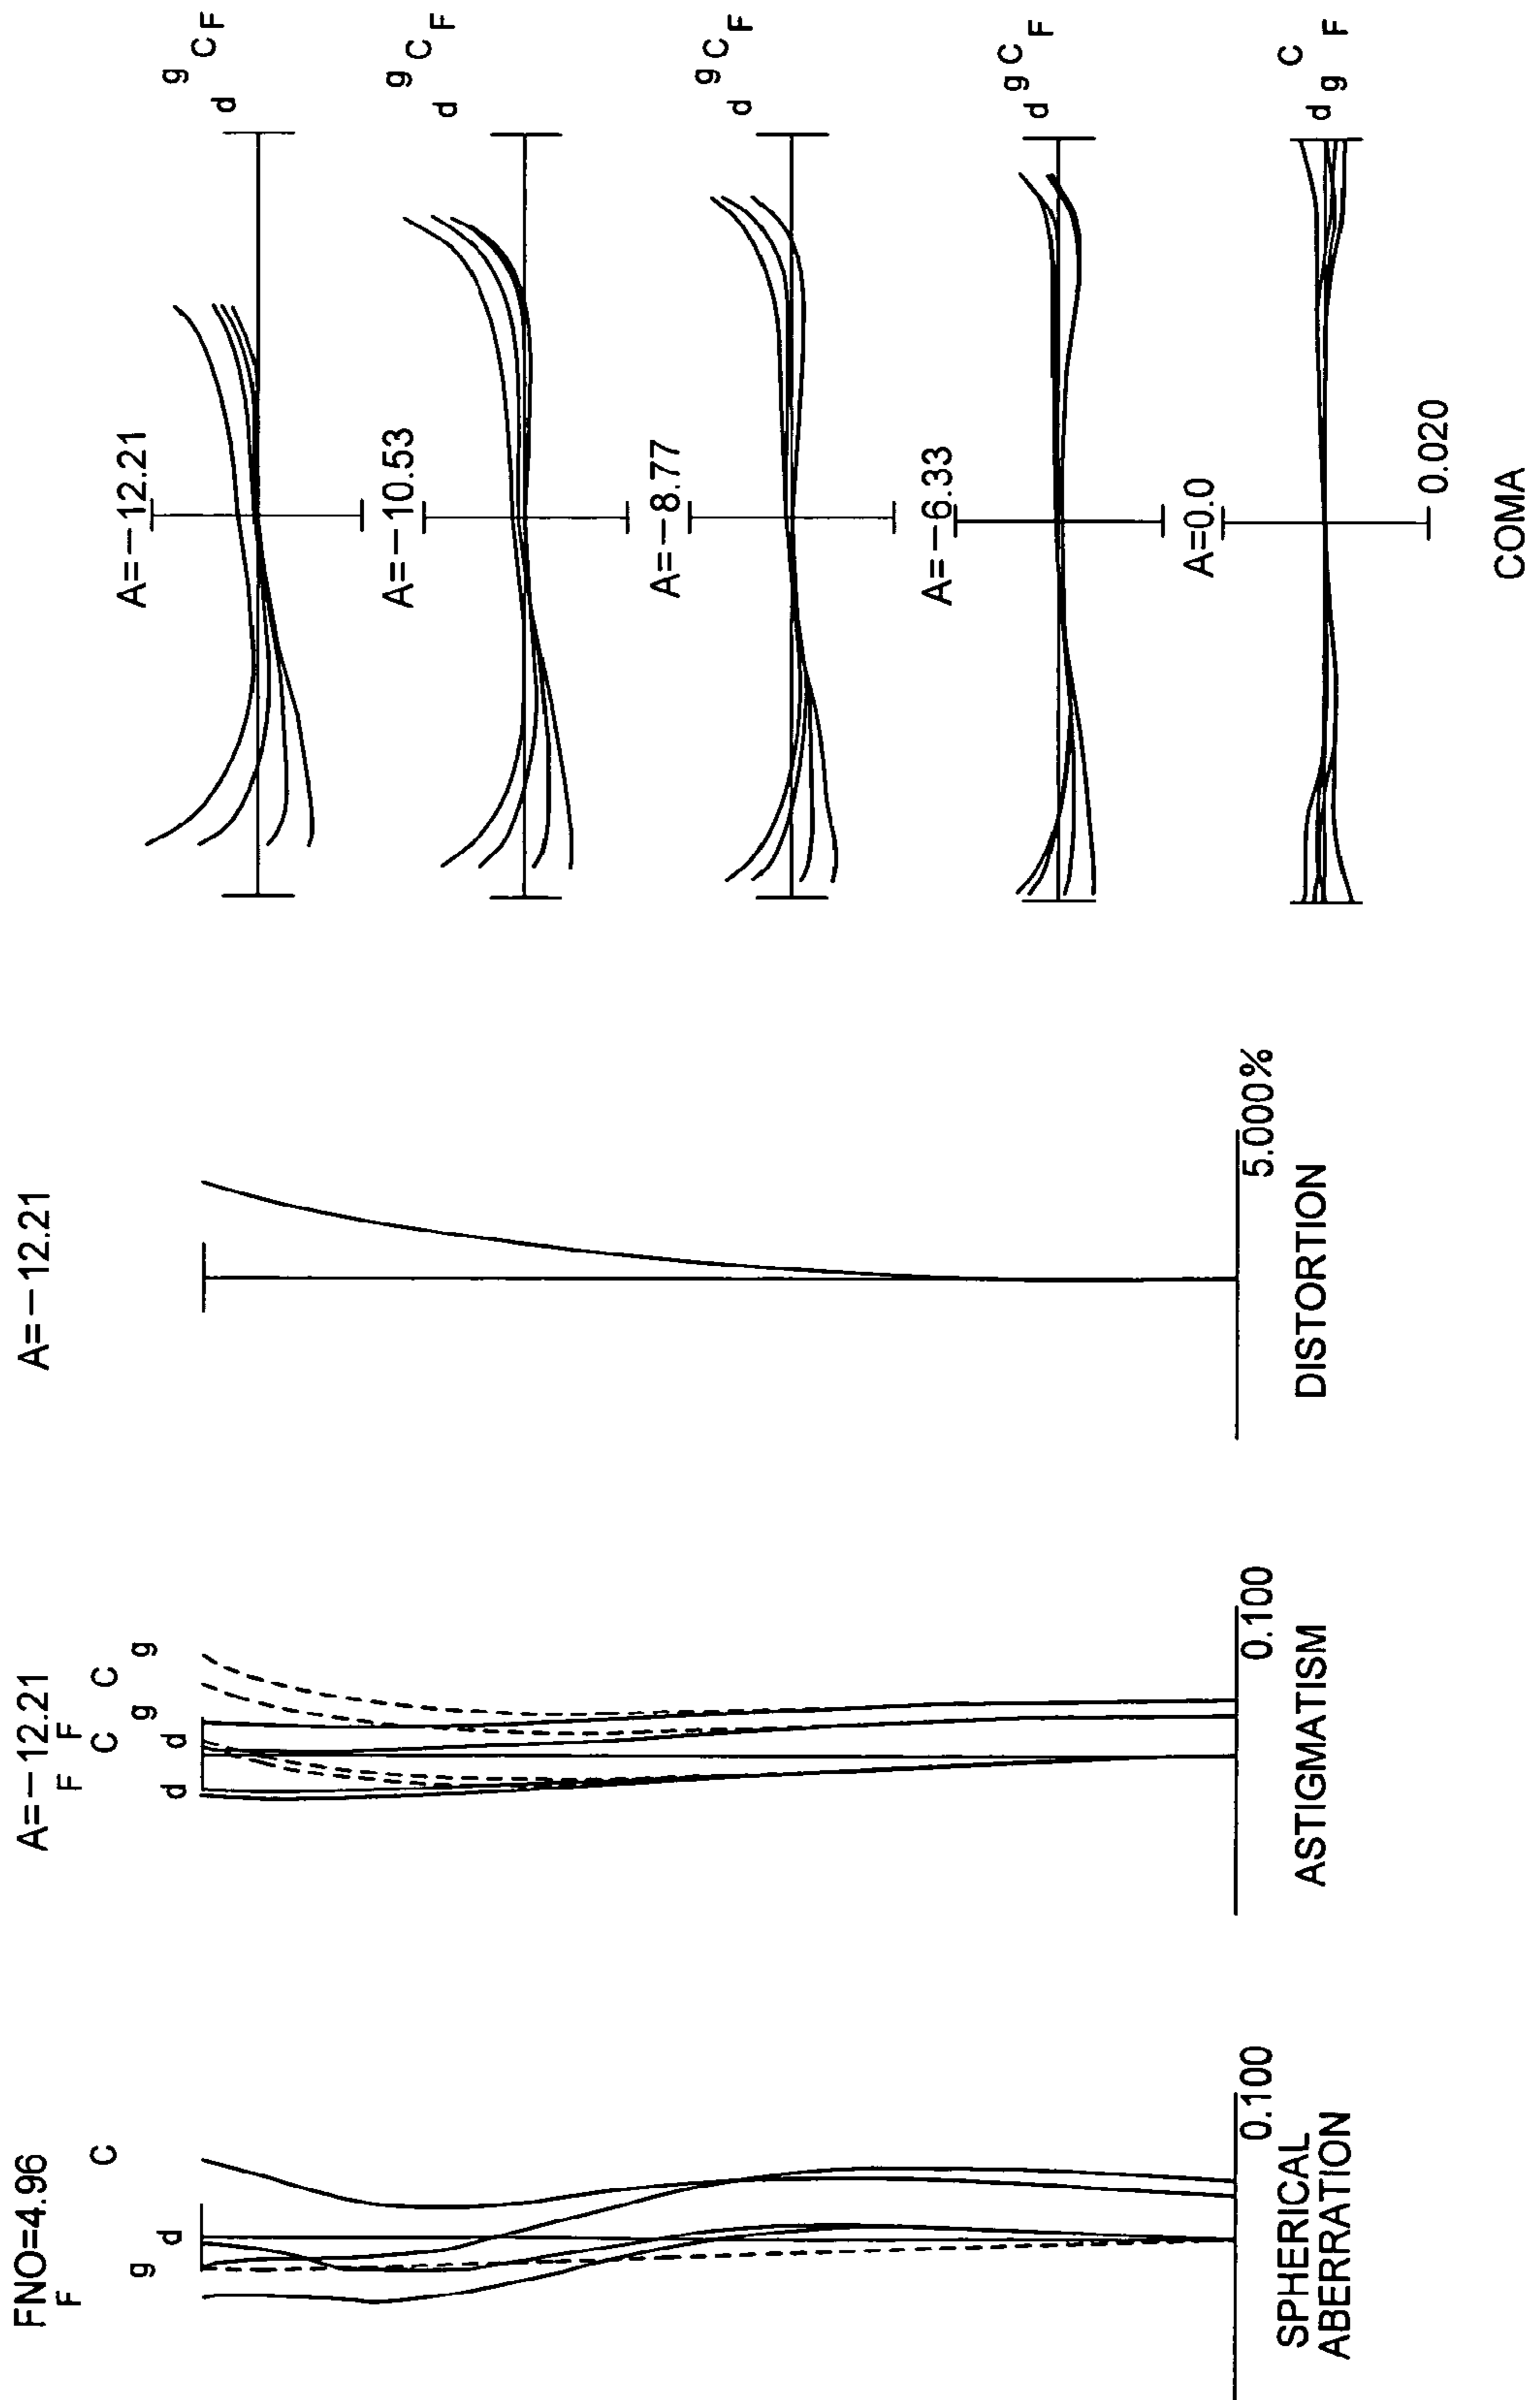 FNO=4.96
F
g
d
C
0.100
SPHERICAL
ABERRATION
A=−12.21
F F
C C
g g
d d
0.100
ASTIGMATISM
A=−12.21
5.000%
DISTORTION
A=−12.21
d
g
C
F
A=−10.53
d
g
C
F
A=−8.77
d
g
C
F
A=−6.33
d
g
C
F
A=0.0
d
g
C
F
0.020
COMA